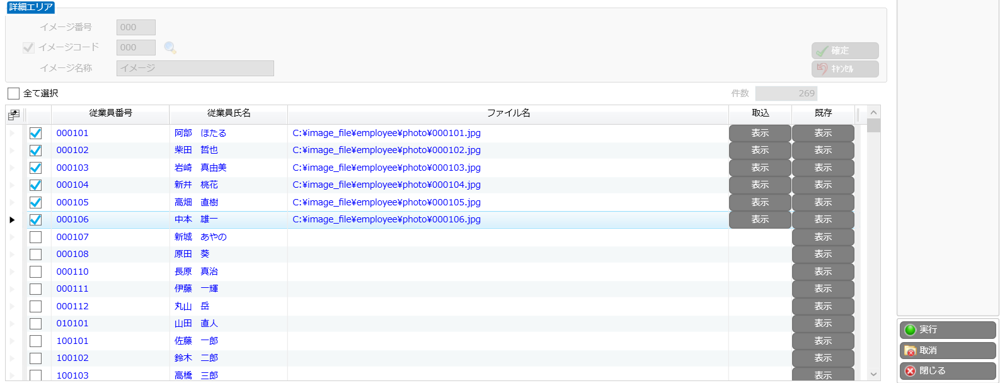 詳細エリア
イメージ番号 000
イメージコード 000
イメージ名称 イメージ
確定
ｷｬﾝｾﾙ
全て選択 件数 269
従業員番号 従業員氏名 ファイル名 取込 既存
000101 阿部　ほたる C:¥image_file¥employee¥photo¥000101.jpg 表示 表示
000102 柴田　哲也 C:¥image_file¥employee¥photo¥000102.jpg 表示 表示
000103 岩崎　真由美 C:¥image_file¥employee¥photo¥000103.jpg 表示 表示
000104 新井　桃花 C:¥image_file¥employee¥photo¥000104.jpg 表示 表示
000105 高畑　直樹 C:¥image_file¥employee¥photo¥000105.jpg 表示 表示
000106 中本　雄一 C:¥image_file¥employee¥photo¥000106.jpg 表示 表示
000107 新城　あやの 表示
000108 原田　葵 表示
000110 長原　真治 表示
000111 伊藤　一輝 表示
000112 丸山　岳 表示
010101 山田　直人 表示
100101 佐藤　一郎 表示
100102 鈴木　二郎 表示
100103 高橋　三郎 表示
実行
取消
閉じる